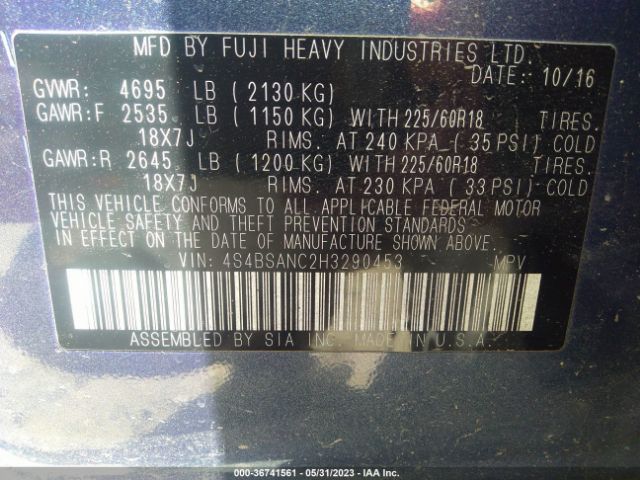 MFD BY FUJI HEAVY INDUSTRIES LTD.
DATE: 10/16
GVWR: 4695 LB ( 2130 KG)
GAWR:F 2535 LB ( 1150 KG) WITH 225/60R18 TIRES.
18X7J RIMS. AT 240 KPA ( 35 PSI) COLD
GAWR:R 2645 LB ( 1200 KG) WITH 225/60R18 TIRES.
18X7J RIMS. AT 230 KPA ( 33 PSI) COLD
THIS VEHICLE CONFORMS TO ALL APPLICABLE FEDERAL MOTOR
VEHICLE SAFETY AND THEFT PREVENTION STANDARDS
IN EFFECT ON THE DATE OF MANUFACTURE SHOWN ABOVE.
VIN: 4S4BSANC2H3290453 MPV
ASSEMBLED BY SIA INC. MADE IN U.S.A.
000-36741561 - 05/31/2023 - IAA Inc.